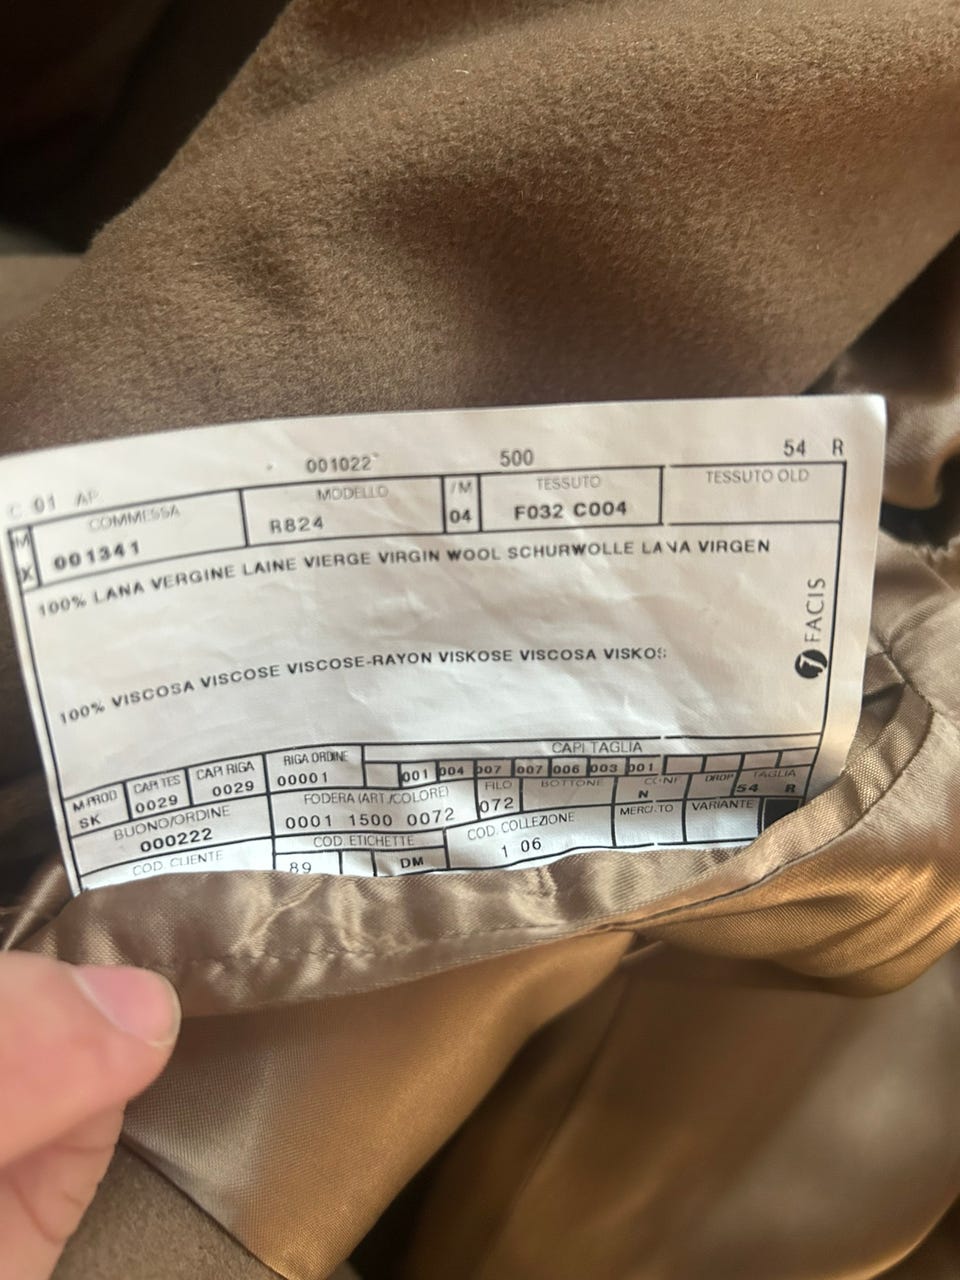 001022 500 54 R
C 01 AP
COMMESSA MODELLO /M TESSUTO TESSUTO OLD
M X 001341 R824 04 F032 C004
100% LANA VERGINE LAINE VIERGE VIRGIN WOOL SCHURWOLLE LANA VIRGEN
FACIS
100% VISCOSA VISCOSE VISCOSE-RAYON VISKOSE VISCOSA VISKOS
M-PROD CAPI TES CAPI RIGA RIGA ORDINE CAPI TAGLIA
SK 0029 0029 00001 001 004 007 007 006 003 001
BUONO/ORDINE FODERA (ART./COLORE) FILO BOTTONE CONF DROP TAGLIA
000222 0001 1500 0072 072 N 54 R
COD. CLIENTE COD. ETICHETTE COD. COLLEZIONE MERCATO VARIANTE
89 DM 1 06